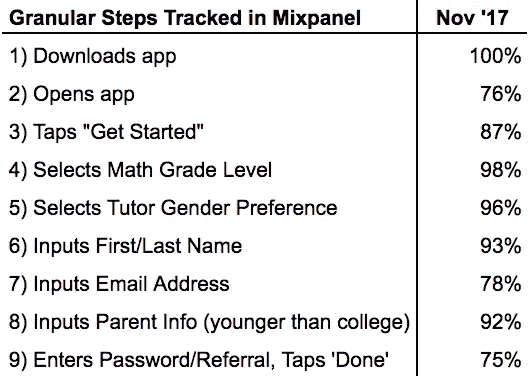 Granular Steps Tracked in Mixpanel Nov '17
1) Downloads app 100%
2) Opens app 76%
3) Taps "Get Started" 87%
4) Selects Math Grade Level 98%
5) Selects Tutor Gender Preference 96%
6) Inputs First/Last Name 93%
7) Inputs Email Address 78%
8) Inputs Parent Info (younger than college) 92%
9) Enters Password/Referral, Taps 'Done' 75%